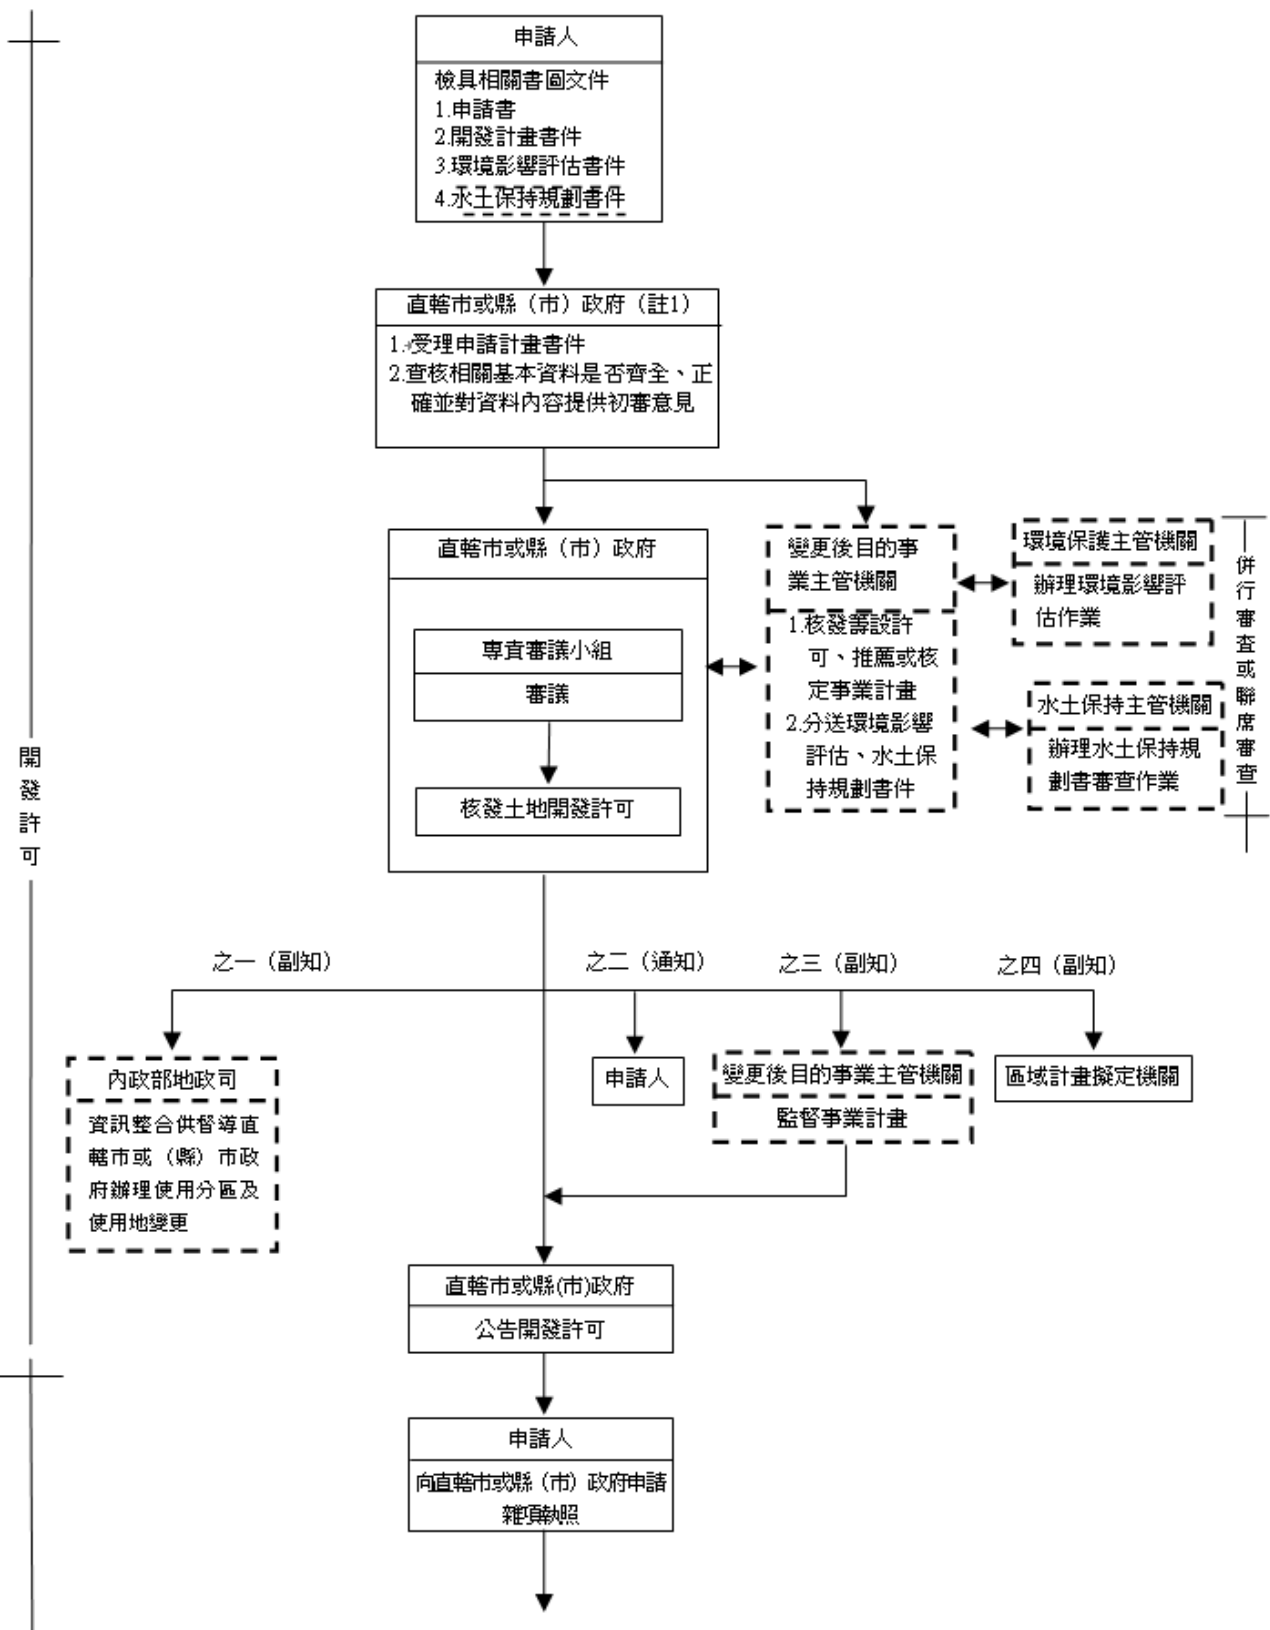 申請人
檢具相關書圖文件
1.申請書
2.開發計畫書件
3.環境影響評估書件
4.水土保持規劃書件
直轄市或縣（市）政府（註1）
1.受理申請計畫書件
2.查核相關基本資料是否齊全、正
確並對資料內容提供初審意見
直轄市或縣（市）政府
專責審議小組
審議
核發土地開發許可
變更後目的事
業主管機關
1.核發籌設許
可、推薦或核
定事業計畫
2.分送環境影響
評估、水土保
持規劃書件
環境保護主管機關
辦理環境影響評
估作業
水土保持主管機關
辦理水土保持規
劃書審查作業
併行審查或聯席審查
開發許可
之一（副知）
之二（通知）
之三（副知）
之四（副知）
內政部地政司
資訊整合供督導直
轄市或（縣）市政
府辦理使用分區及
使用地變更
申請人
變更後目的事業主管機關
監督事業計畫
區域計畫擬定機關
直轄市或縣(市)政府
公告開發許可
申請人
向直轄市或縣（市）政府申請
雜項執照